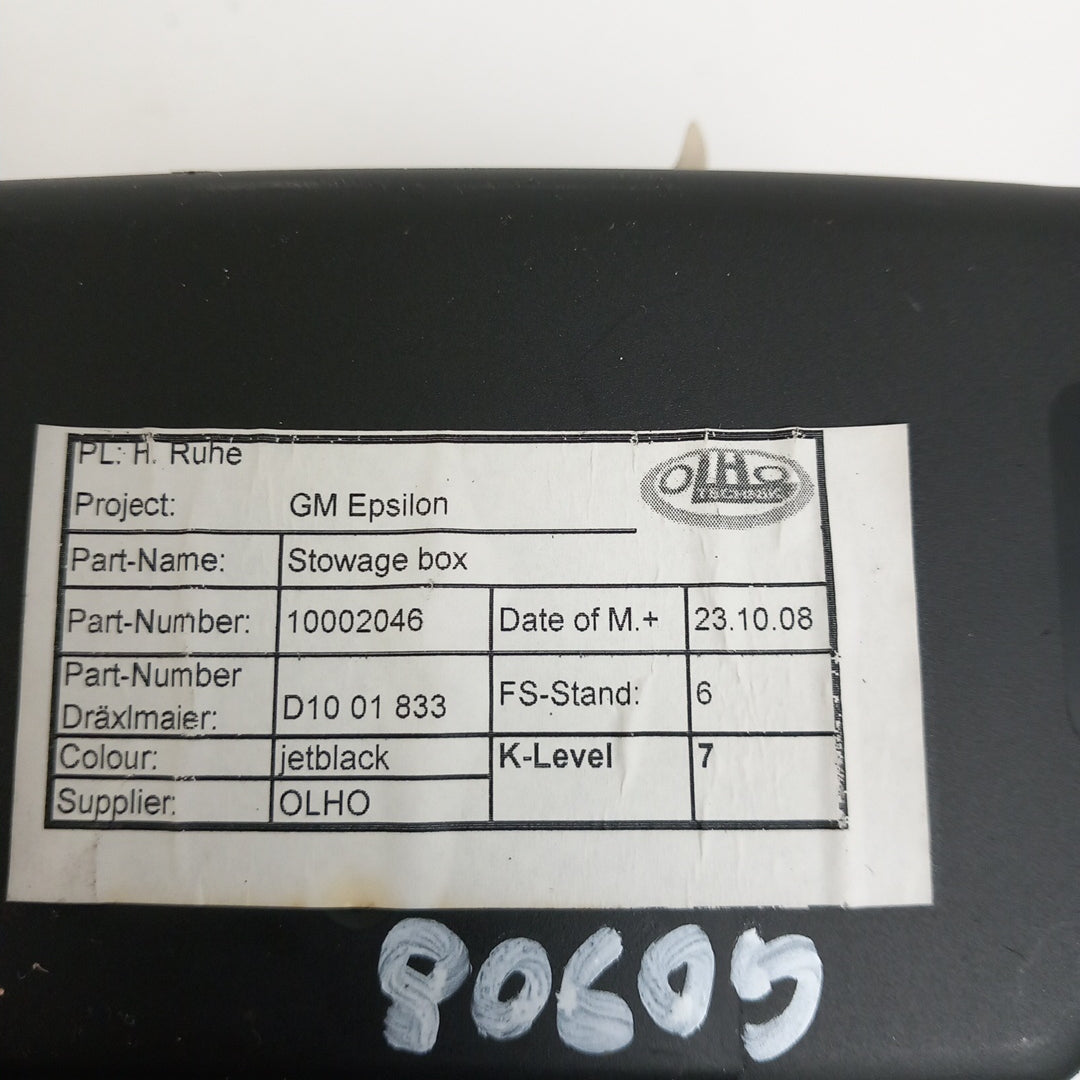 PL: H. Ruhe
OLHO
TECHNIK
Project: GM Epsilon
Part-Name: Stowage box
Part-Number: 10002046 Date of M.+ 23.10.08
Part-Number
Dräxlmaier: D10 01 833 FS-Stand: 6
Colour: jetblack K-Level 7
Supplier: OLHO
80605